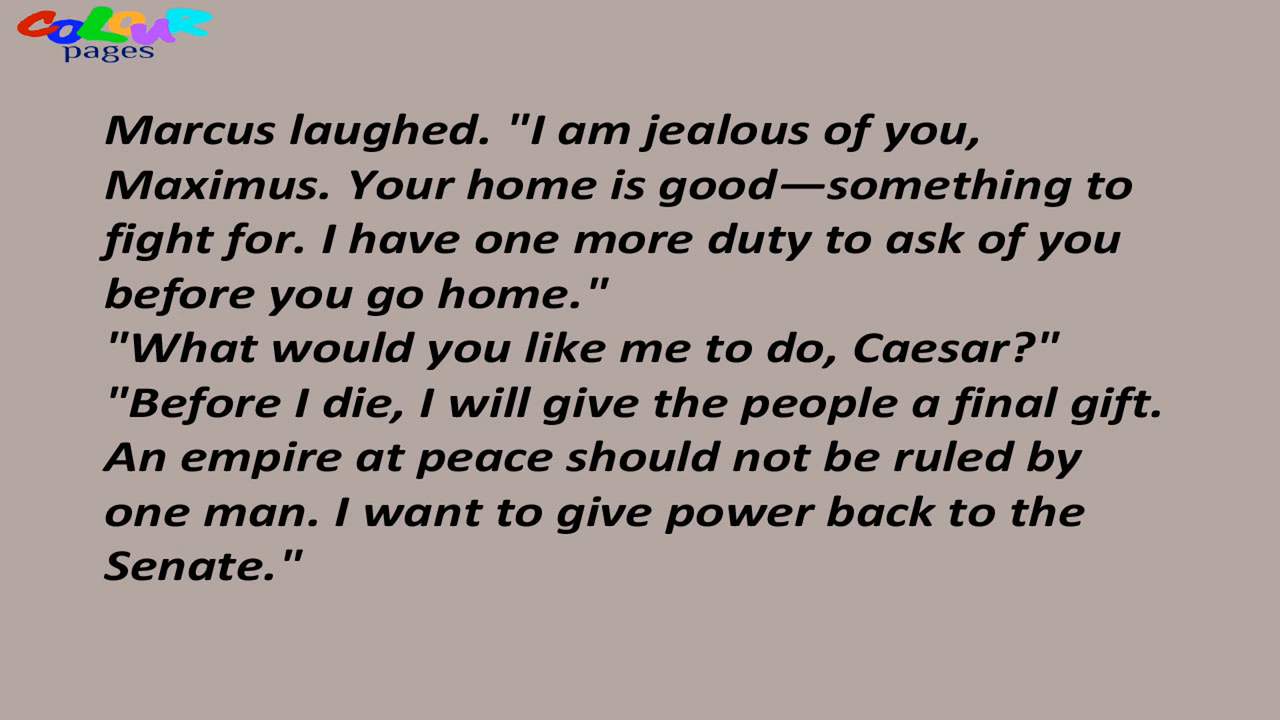 COLOUR
pages
Marcus laughed. "I am jealous of you,
Maximus. Your home is good—something to
fight for. I have one more duty to ask of you
before you go home."
"What would you like me to do, Caesar?"
"Before I die, I will give the people a final gift.
An empire at peace should not be ruled by
one man. I want to give power back to the
Senate."